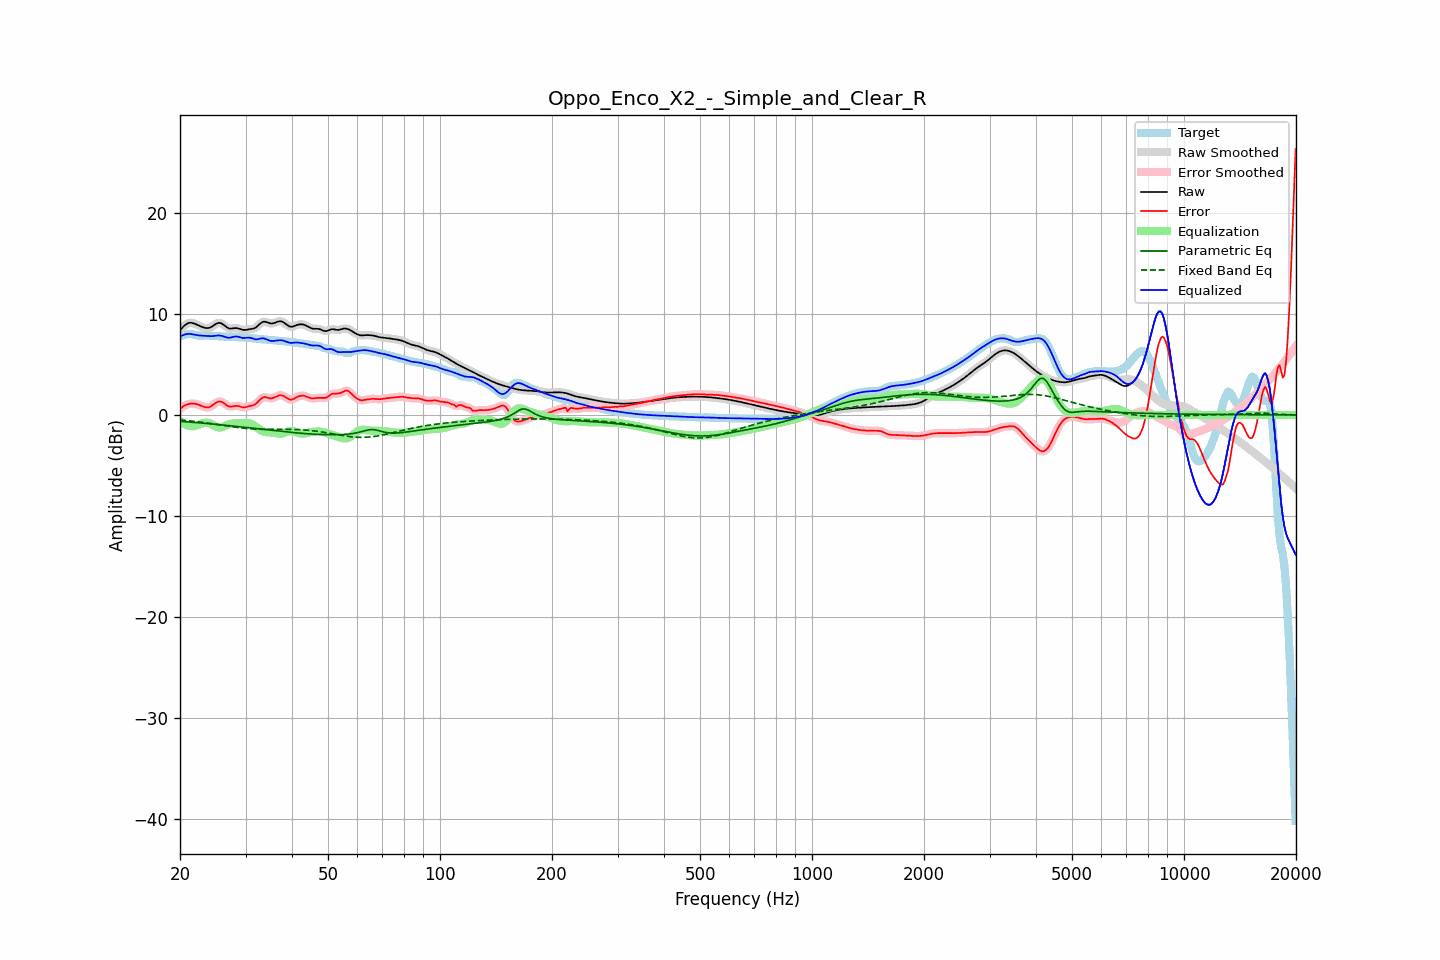 Oppo_Enco_X2_-_Simple_and_Clear_R
Target
Raw Smoothed
Error Smoothed
Raw
Error
Equalization
Parametric Eq
Fixed Band Eq
Equalized
Amplitude (dBr)
20
10
0
−10
−20
−30
−40
20 50 100 200 500 1000 2000 5000 10000 20000
Frequency (Hz)